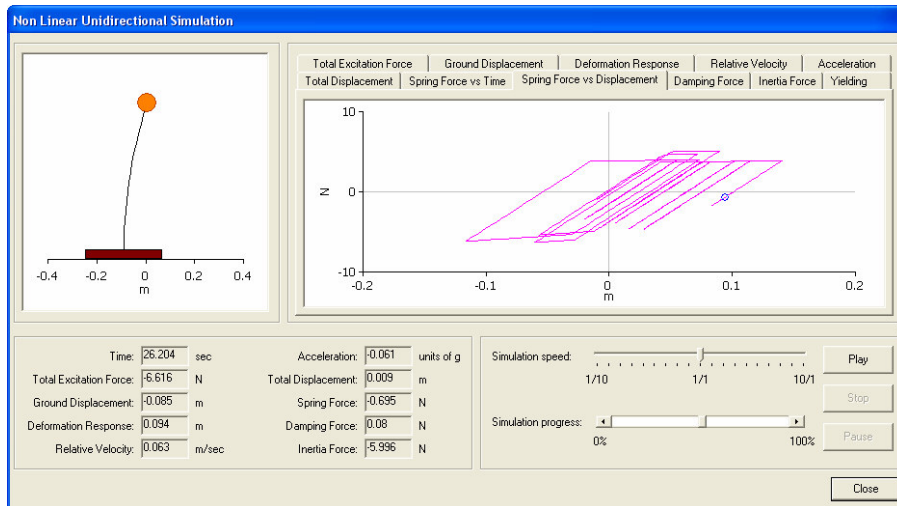 Non Linear Unidirectional Simulation
Total Excitation Force Ground Displacement Deformation Response Relative Velocity Acceleration
Total Displacement Spring Force vs Time Spring Force vs Displacement Damping Force Inertia Force Yielding
10
N
0
-10
-0.2 -0.1 0 0.1 0.2
m
-0.4 -0.2 0 0.2 0.4
m
Time: 26.204 sec
Total Excitation Force: -6.616 N
Ground Displacement: -0.085 m
Deformation Response: 0.094 m
Relative Velocity: 0.063 m/sec
Acceleration: -0.061 units of g
Total Displacement: 0.009 m
Spring Force: -0.695 N
Damping Force: 0.08 N
Inertia Force: -5.996 N
Simulation speed:
1/10 1/1 10/1
Simulation progress:
0% 100%
Play
Stop
Pause
Close